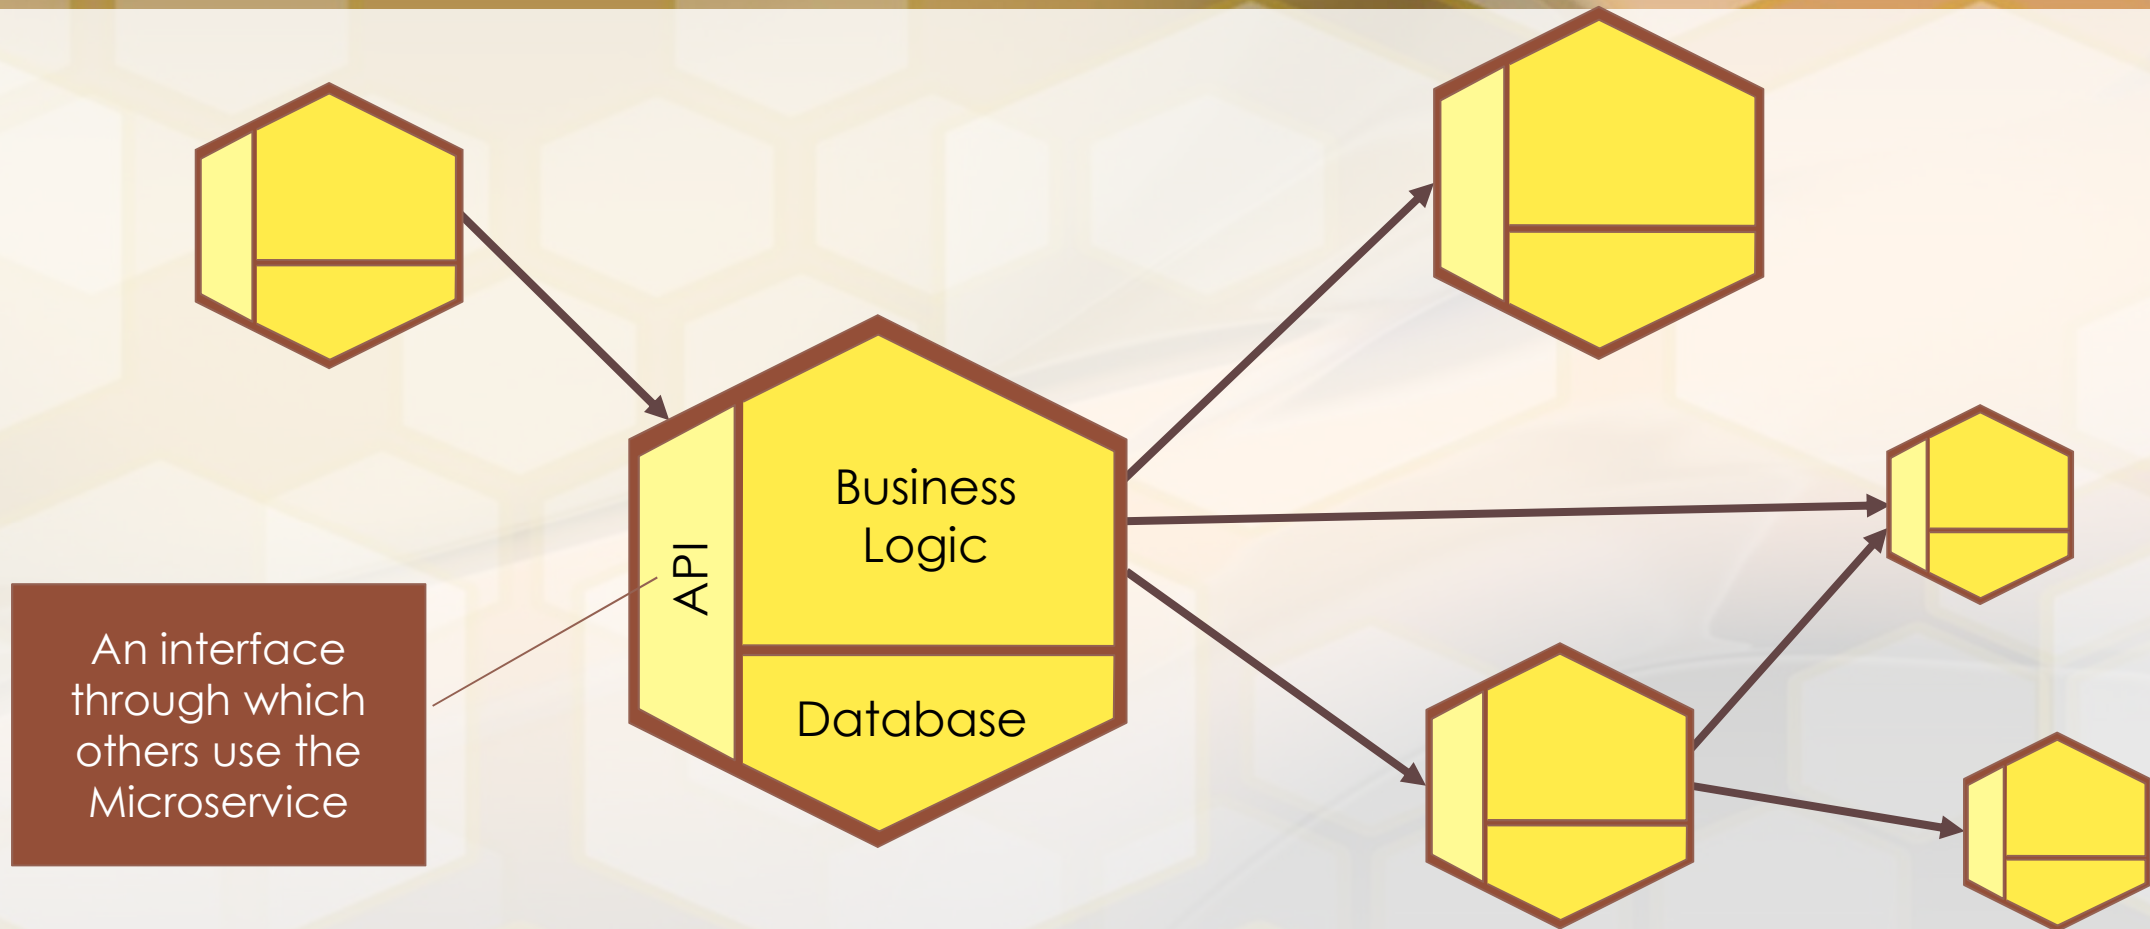 Business
Logic
API
Database
An interface
through which
others use the
Microservice